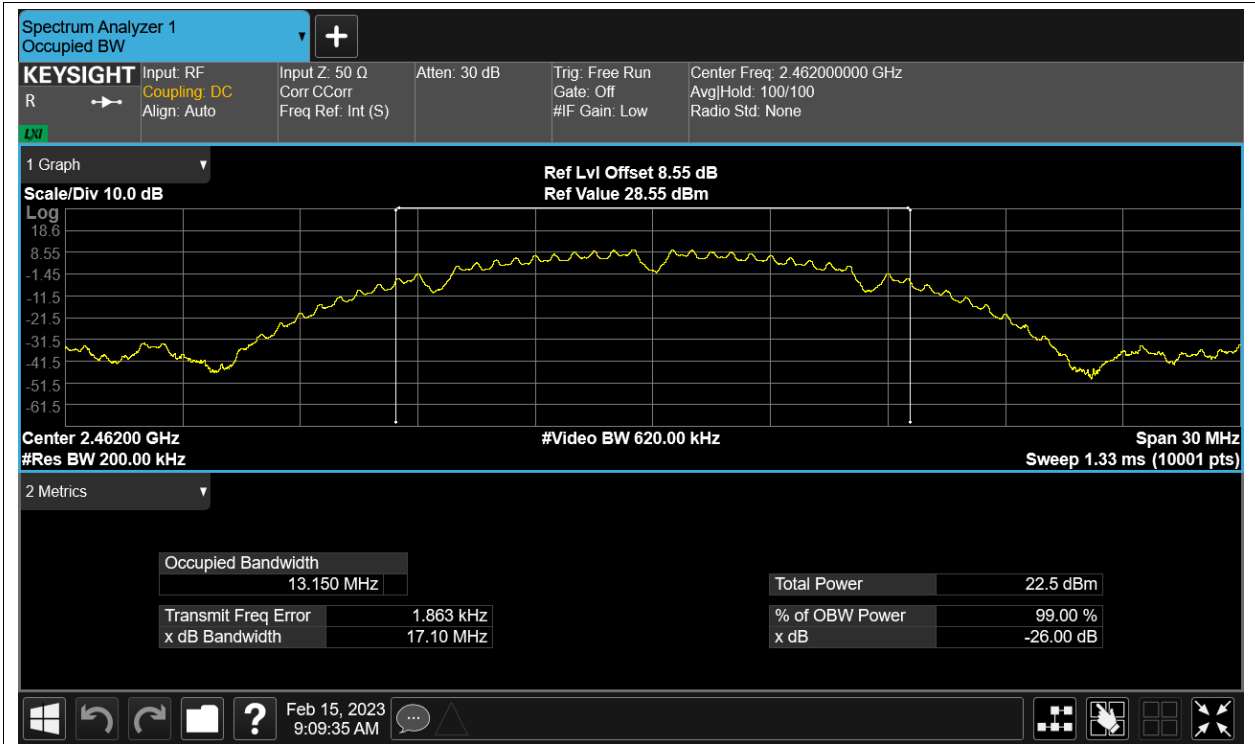 Spectrum Analyzer 1
Occupied BW
▼
+
KEYSIGHT
R
LXI
Input: RF
Coupling: DC
Align: Auto
Input Z: 50 Ω
Corr CCorr
Freq Ref: Int (S)
Atten: 30 dB
Trig: Free Run
Gate: Off
#IF Gain: Low
Center Freq: 2.462000000 GHz
Avg|Hold: 100/100
Radio Std: None
1 Graph ▼
Scale/Div 10.0 dB
Ref Lvl Offset 8.55 dB
Ref Value 28.55 dBm
Log
18.6
8.55
-1.45
-11.5
-21.5
-31.5
-41.5
-51.5
-61.5
Center 2.46200 GHz
#Res BW 200.00 kHz
#Video BW 620.00 kHz
Span 30 MHz
Sweep 1.33 ms (10001 pts)
2 Metrics ▼
Occupied Bandwidth
13.150 MHz
Transmit Freq Error 1.863 kHz
x dB Bandwidth 17.10 MHz
Total Power 22.5 dBm
% of OBW Power 99.00 %
x dB -26.00 dB
?
Feb 15, 2023
9:09:35 AM